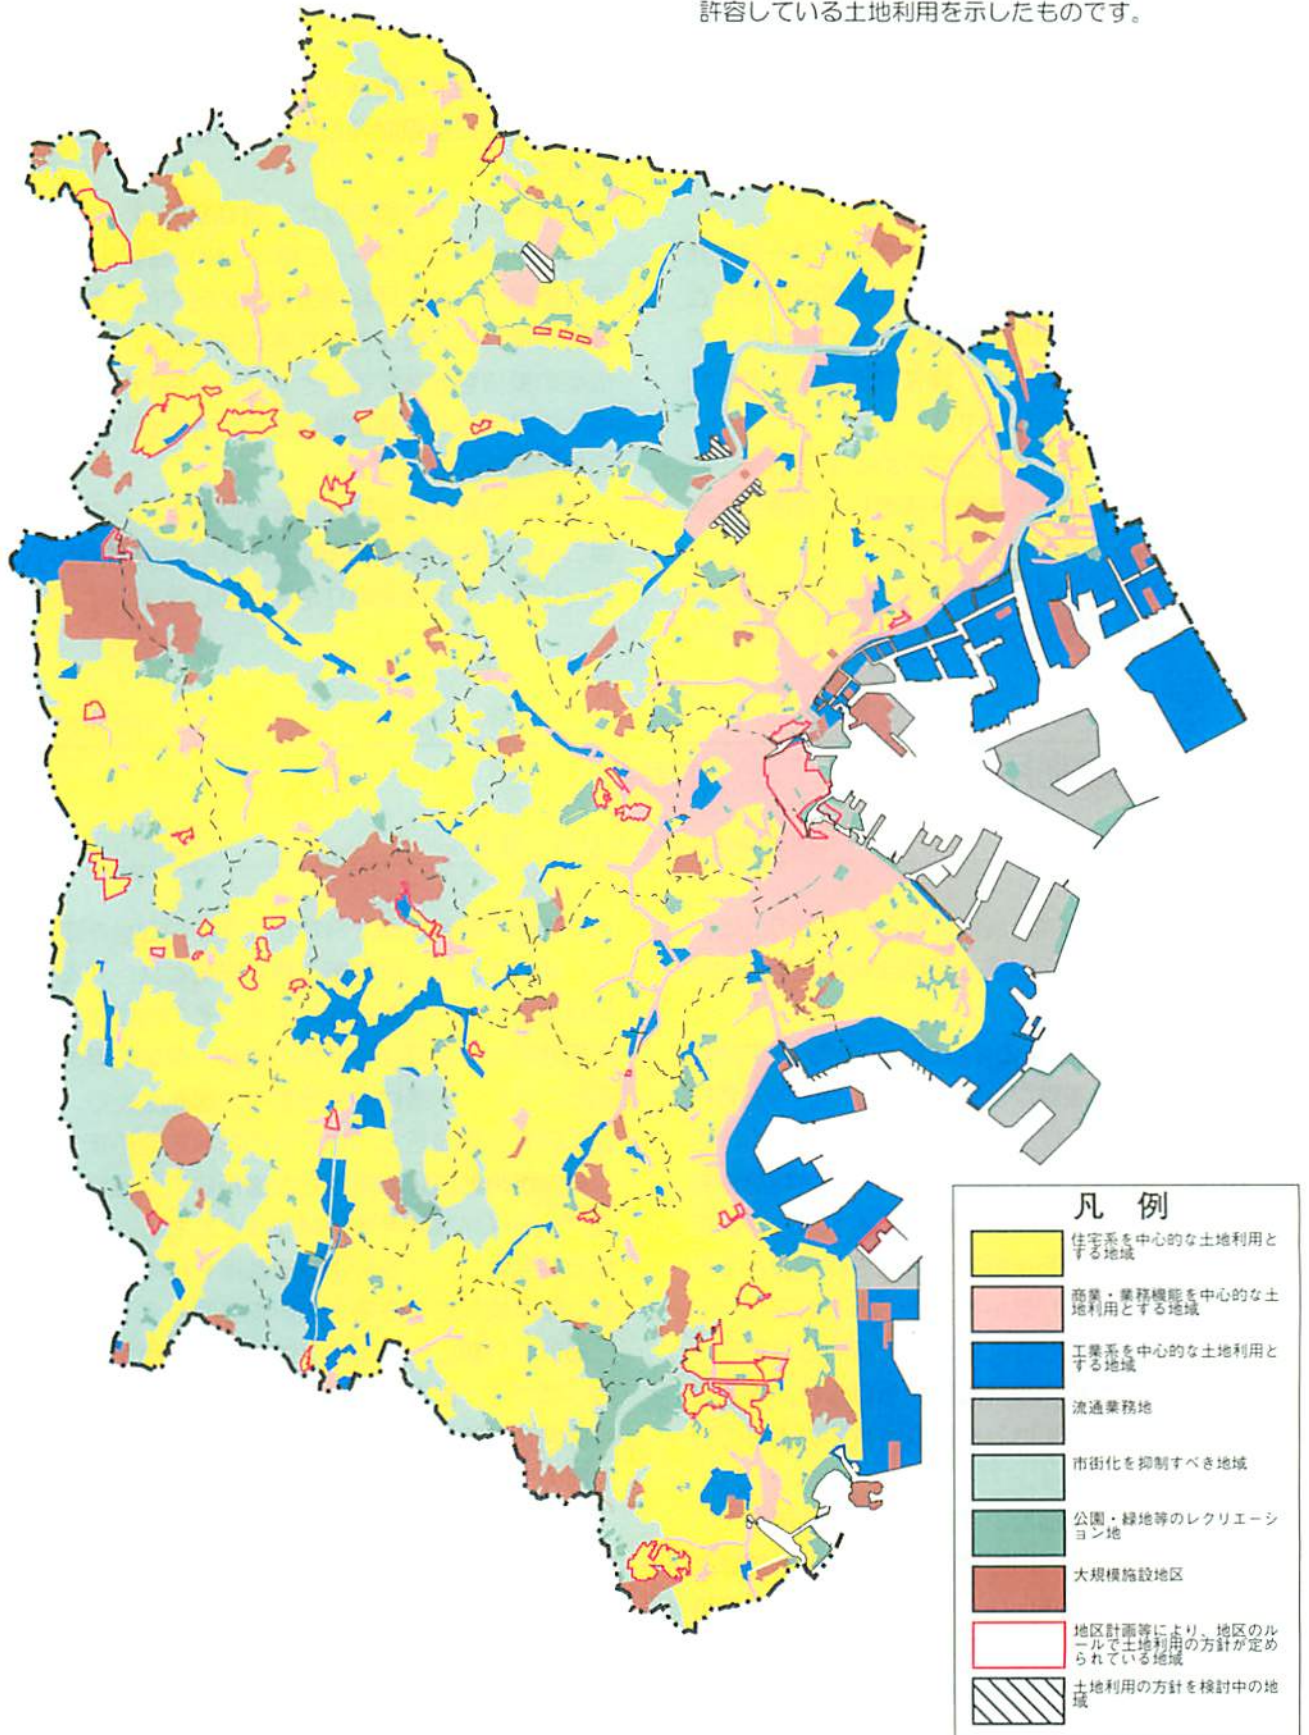 許容している土地利用を示したものです。
凡 例
住宅系を中心的な土地利用と
する地域
商業・業務機能を中心的な土
地利用とする地域
工業系を中心的な土地利用と
する地域
流通業務地
市街化を抑制すべき地域
公園・緑地等のレクリエーシ
ョン地
大規模施設地区
地区計画等により、地区のル
ールで土地利用の方針が定め
られている地域
土地利用の方針を検討中の地
域